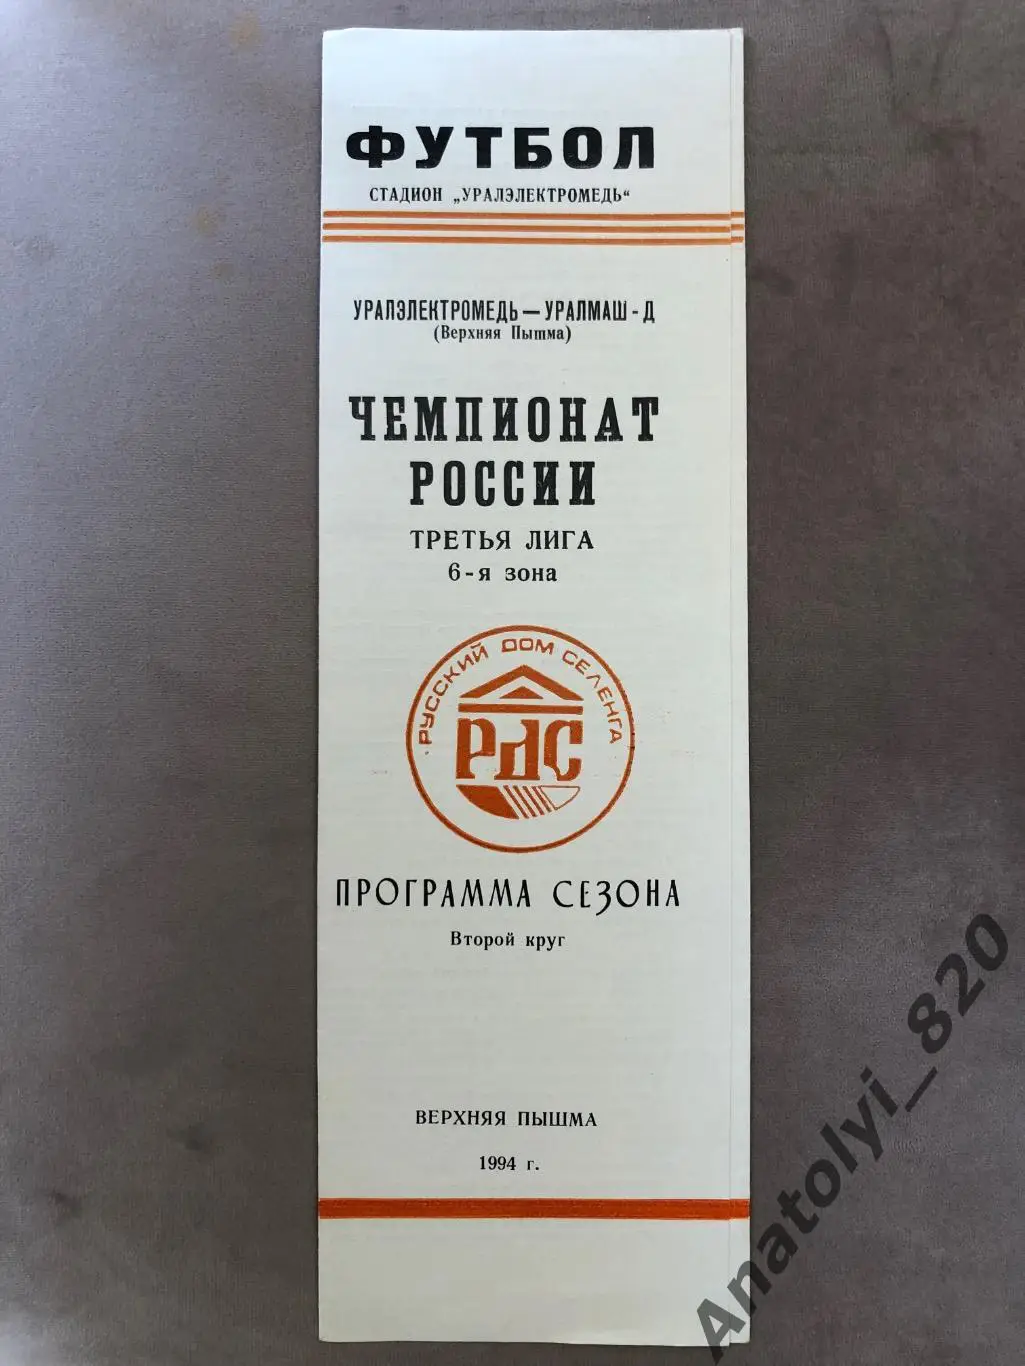 ФУТБОЛ
СТАДИОН „УРАЛЭЛЕКТРОМЕДЬ“
УРАЛЭЛЕКТРОМЕДЬ — УРАЛМАШ - Д
(Верхняя Пышма)
ЧЕМПИОНАТ
РОССИИ
ТРЕТЬЯ ЛИГА
6-я зона
· РУССКИЙ ДОМ СЕЛЕНГА ·
РДС
ПРОГРАММА СЕЗОНА
Второй круг
ВЕРХНЯЯ ПЫШМА
1994 г.
Anatolyi_820